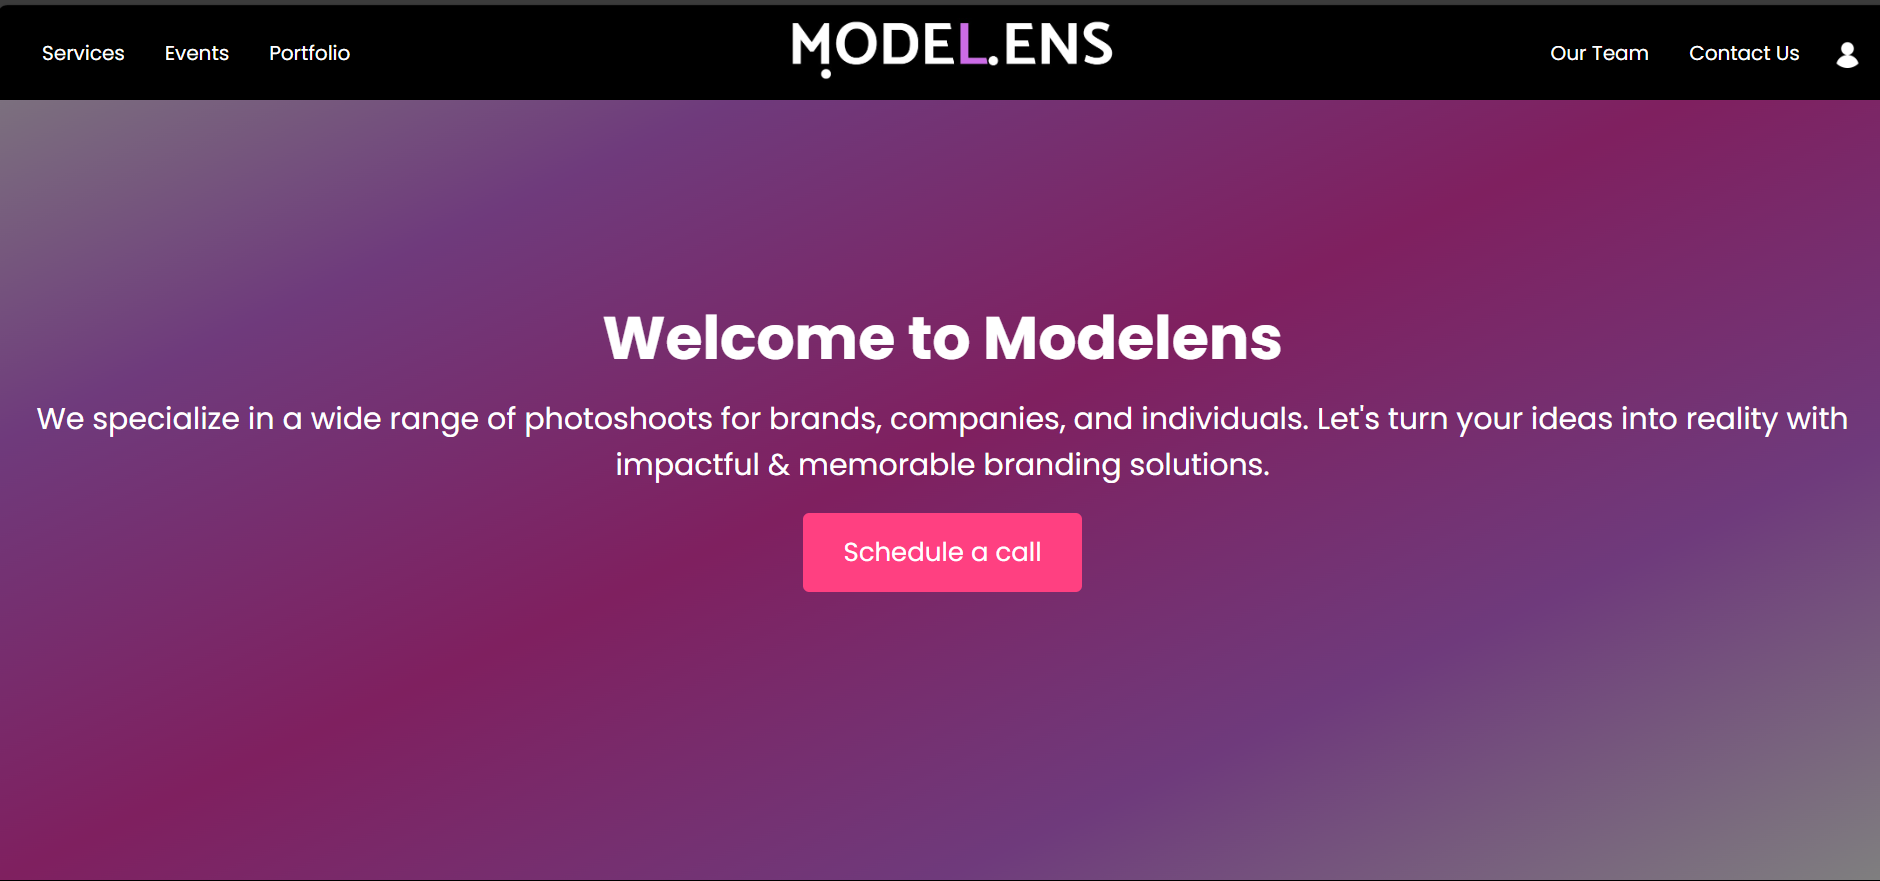 Services Events Portfolio MODEL.ENS Our Team Contact Us
Welcome to Modelens
We specialize in a wide range of photoshoots for brands, companies, and individuals. Let's turn your ideas into reality with
impactful & memorable branding solutions.
Schedule a call